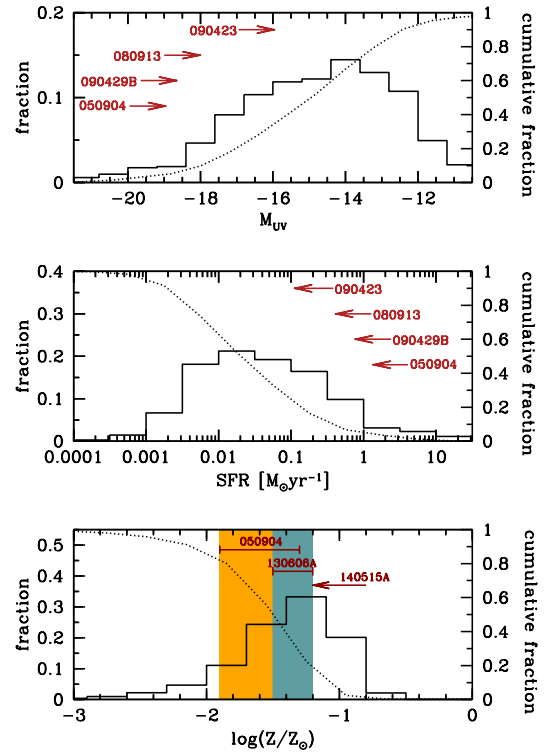 0.2
0.1
0
fraction
090423
080913
090429B
050904
1
0.8
0.6
0.4
0.2
0
cumulative fraction
−20 −18 −16 −14 −12
M_UV
0.4
0.3
0.2
0.1
0
fraction
090423
080913
090429B
050904
1
0.8
0.6
0.4
0.2
0
cumulative fraction
0.0001 0.001 0.01 0.1 1 10
SFR [M⊙yr⁻¹]
0.5
0.4
0.3
0.2
0.1
0
fraction
050904
130606A
140515A
1
0.8
0.6
0.4
0.2
0
cumulative fraction
−3 −2 −1 0
log(Z/Z⊙)